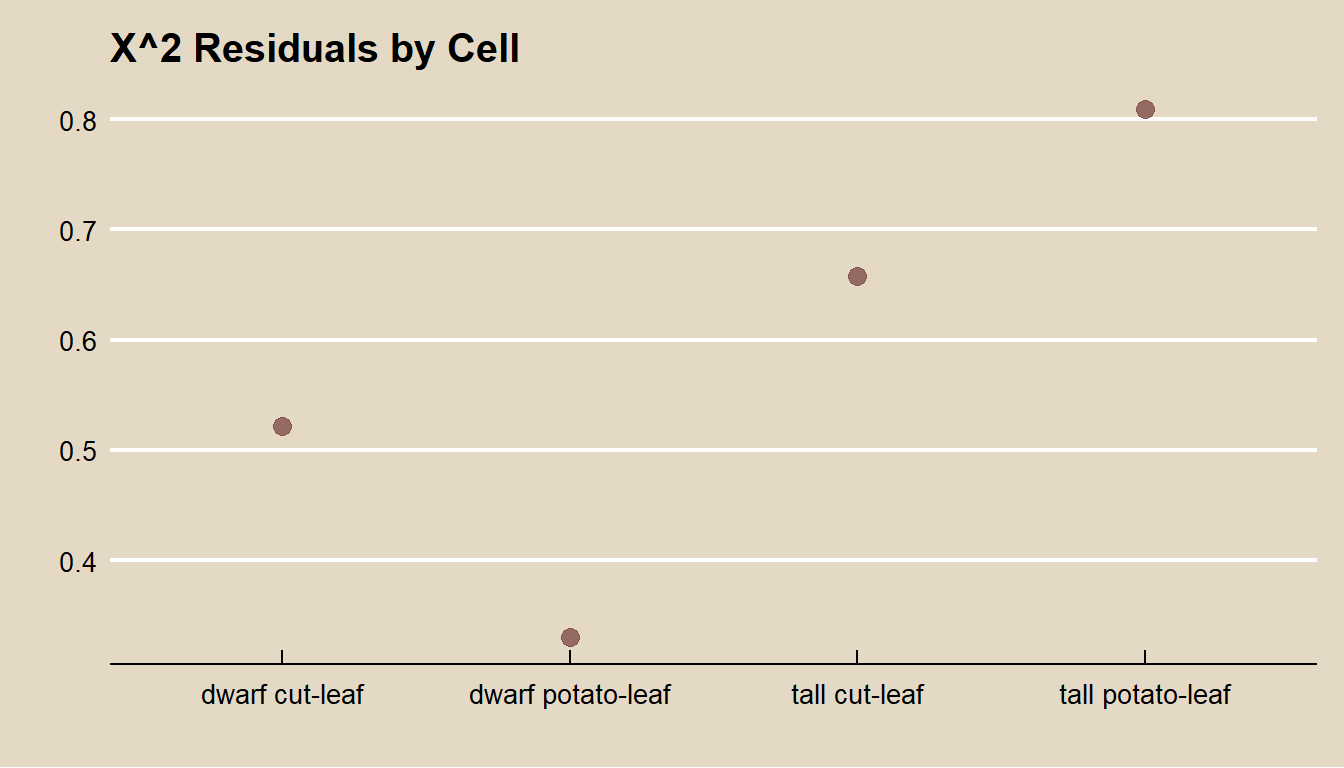 X^2 Residuals by Cell
0.8
0.7
0.6
0.5
0.4
dwarf cut-leaf
dwarf potato-leaf
tall cut-leaf
tall potato-leaf